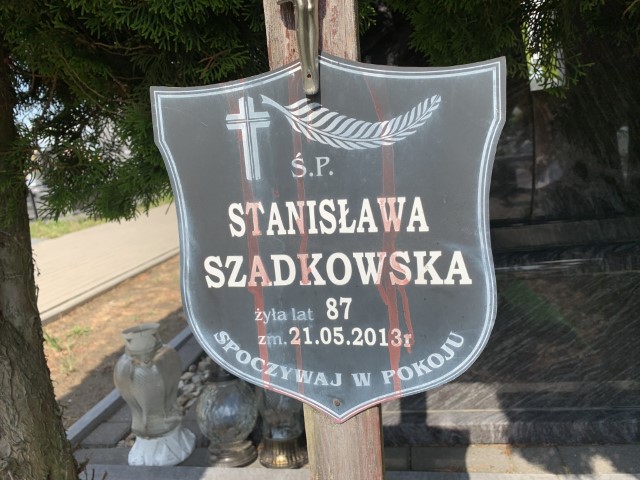 Ś.P.
STANISŁAWA
SZADKOWSKA
żyła lat 87
zm. 21.05.2013r
SPOCZYWAJ W POKOJU